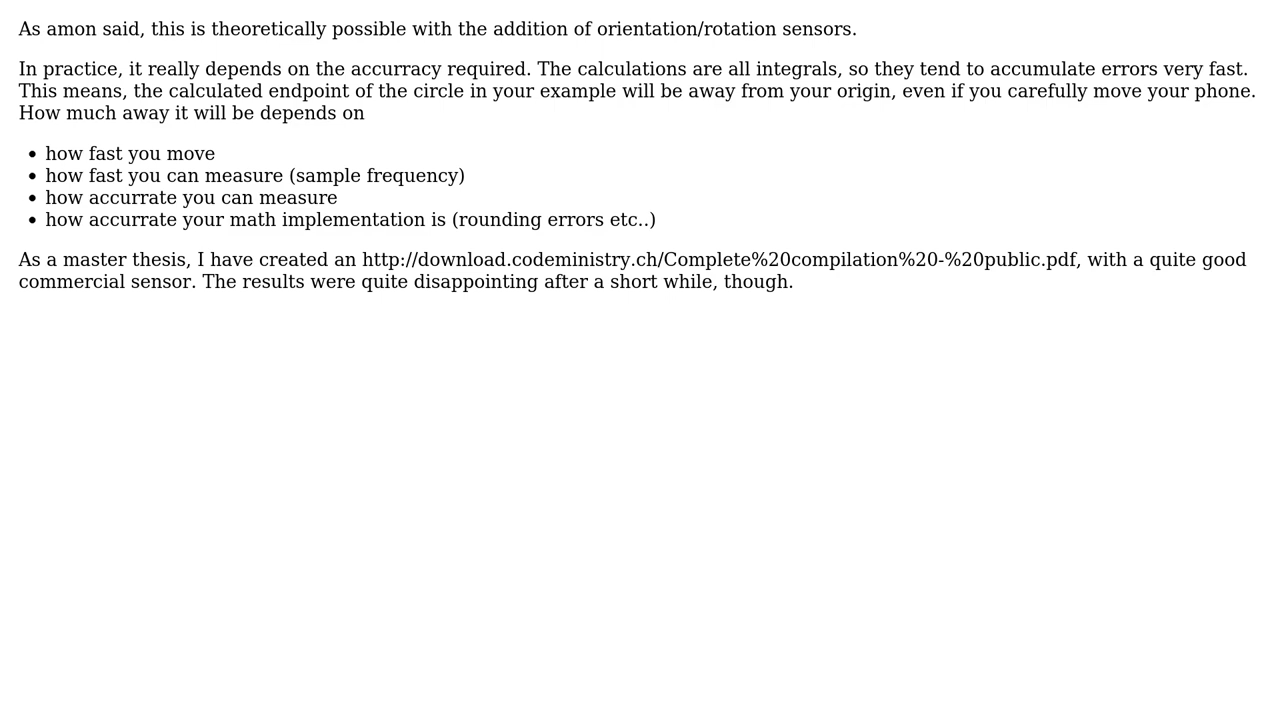 As amon said, this is theoretically possible with the addition of orientation/rotation sensors.
In practice, it really depends on the accurracy required. The calculations are all integrals, so they tend to accumulate errors very fast.
This means, the calculated endpoint of the circle in your example will be away from your origin, even if you carefully move your phone.
How much away it will be depends on
• how fast you move
• how fast you can measure (sample frequency)
• how accurrate you can measure
• how accurrate your math implementation is (rounding errors etc..)
As a master thesis, I have created an http://download.codeministry.ch/Complete%20compilation%20-%20public.pdf, with a quite good
commercial sensor. The results were quite disappointing after a short while, though.